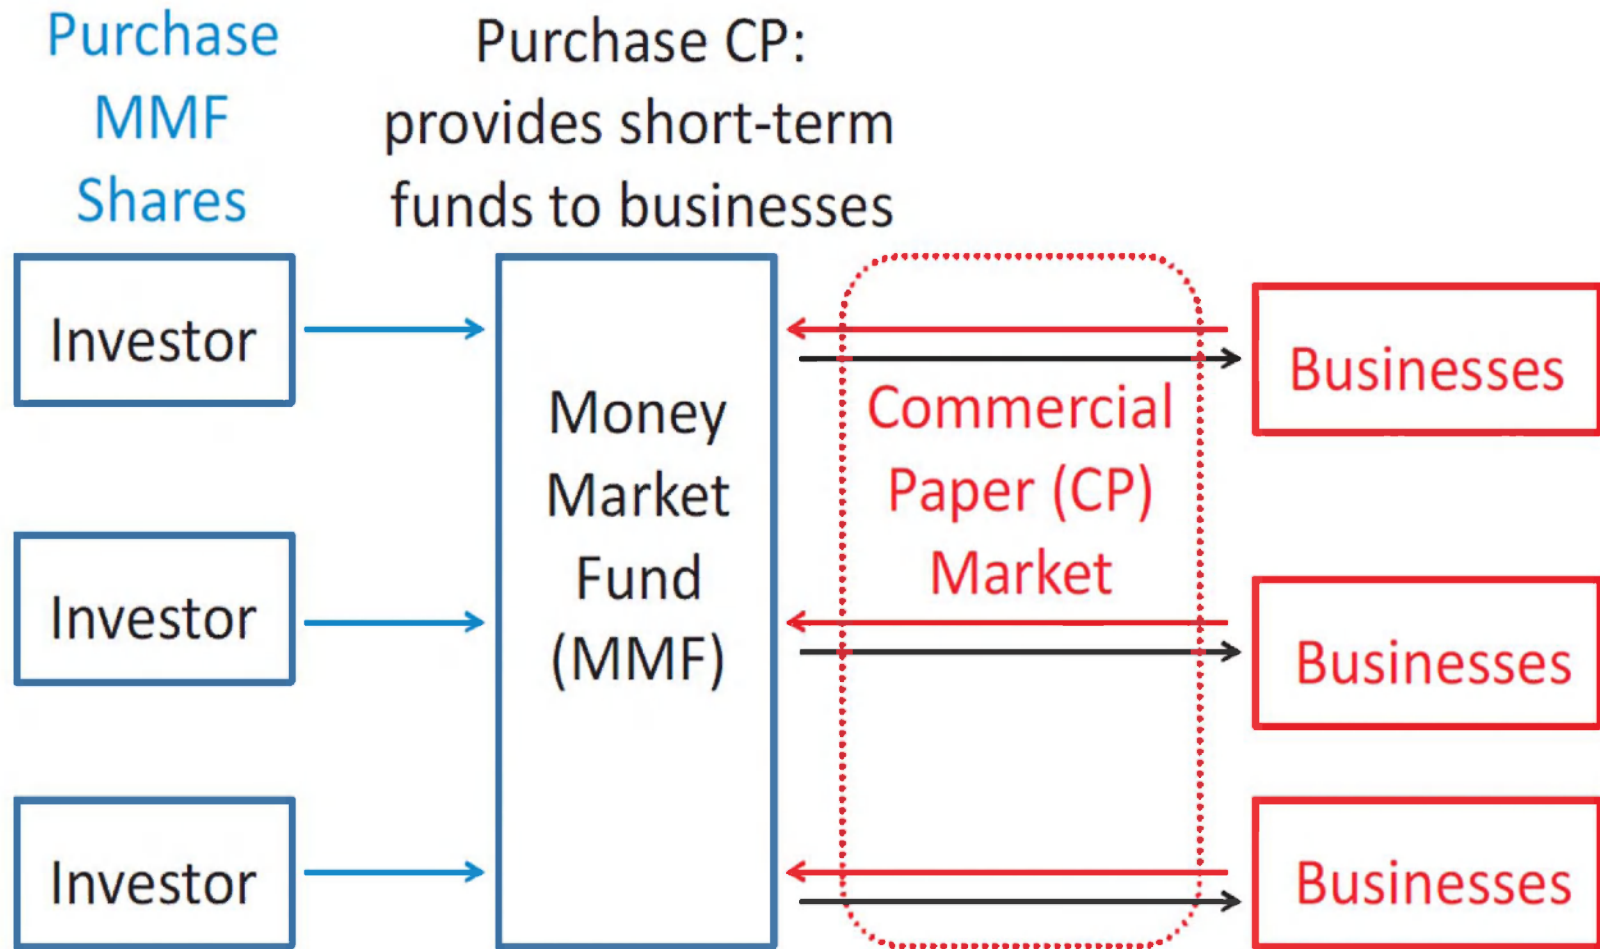 Purchase
MMF
Shares
Purchase CP:
provides short-term
funds to businesses
Investor
Investor
Investor
Money
Market
Fund
(MMF)
Commercial
Paper (CP)
Market
Businesses
Businesses
Businesses